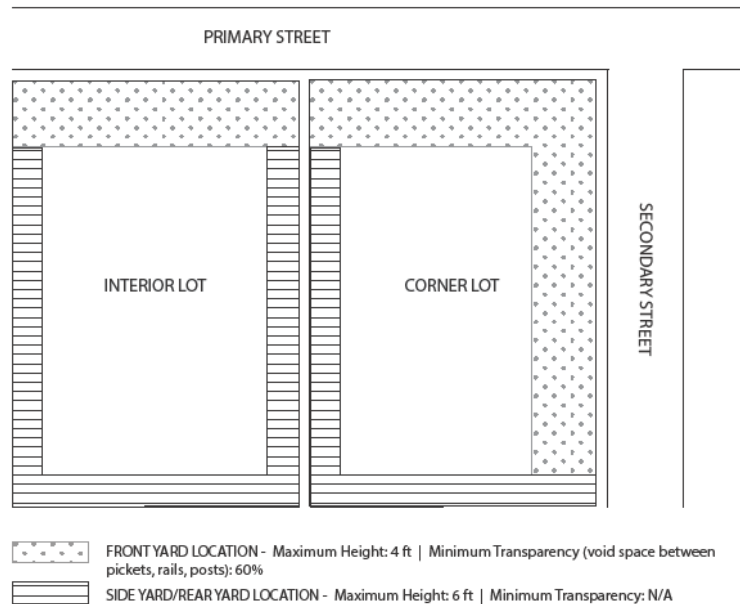 PRIMARY STREET
INTERIOR LOT
CORNER LOT
SECONDARY STREET
FRONT YARD LOCATION - Maximum Height: 4 ft | Minimum Transparency (void space between
pickets, rails, posts): 60%
SIDE YARD/REAR YARD LOCATION - Maximum Height: 6 ft | Minimum Transparency: N/A